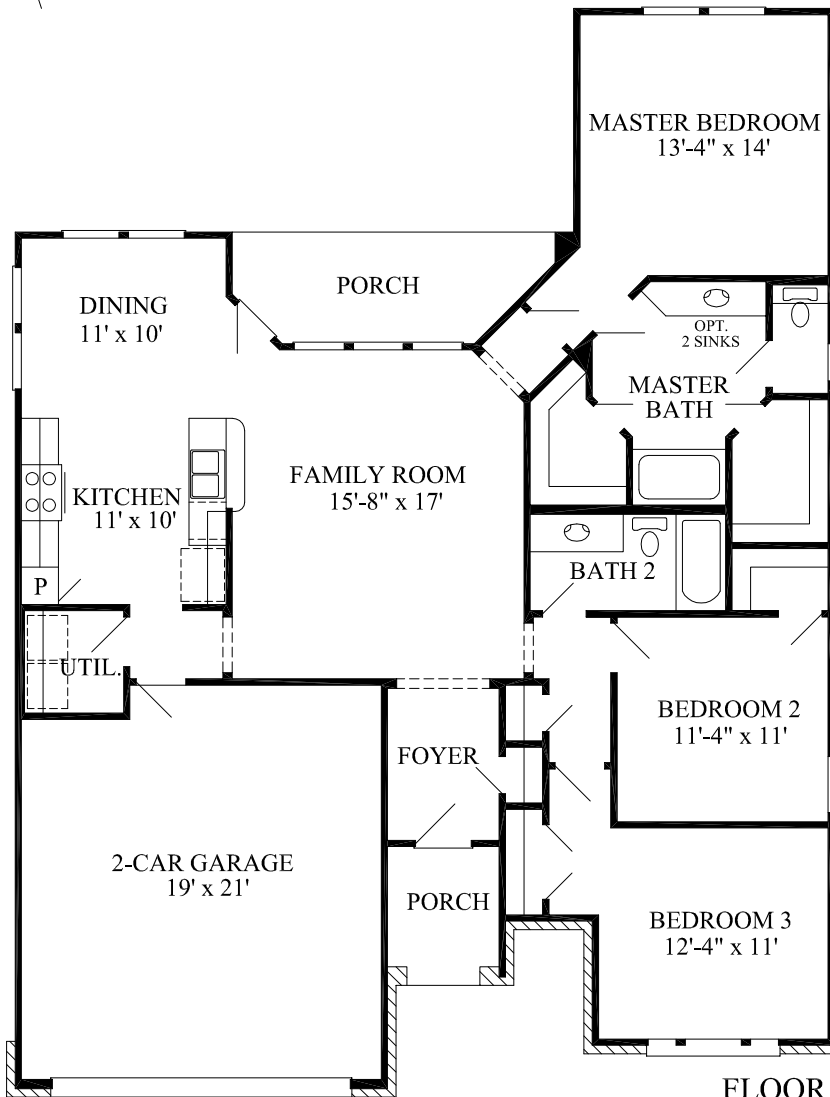 MASTER BEDROOM
13'-4" x 14'
PORCH
DINING
11' x 10'
OPT.
2 SINKS
MASTER
BATH
FAMILY ROOM
15'-8" x 17'
KITCHEN
11' x 10'
BATH 2
P
UTIL.
BEDROOM 2
11'-4" x 11'
FOYER
2-CAR GARAGE
19' x 21'
PORCH
BEDROOM 3
12'-4" x 11'
FLOOR